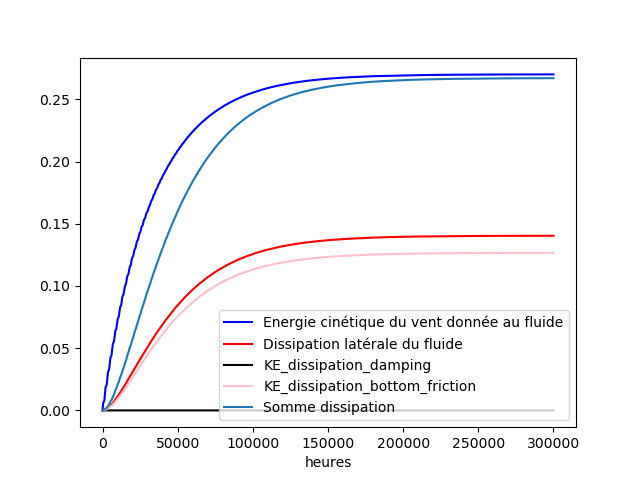 0.25
0.20
0.15
0.10
0.05
0.00
Energie cinétique du vent donnée au fluide
Dissipation latérale du fluide
KE_dissipation_damping
KE_dissipation_bottom_friction
Somme dissipation
0 50000 100000 150000 200000 250000 300000
heures